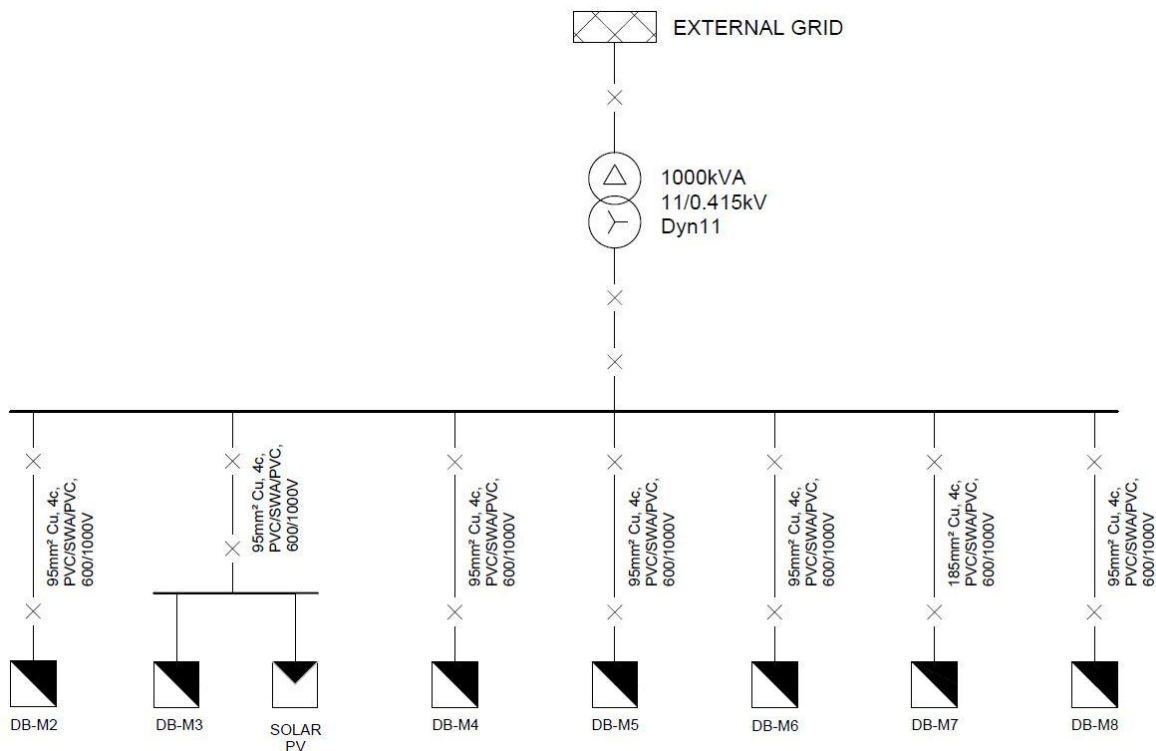 EXTERNAL GRID
1000kVA
11/0.415kV
Dyn11
95mm² Cu, 4c,
PVC/SWA/PVC,
600/1000V
95mm² Cu, 4c,
PVC/SWA/PVC,
600/1000V
95mm² Cu, 4c,
PVC/SWA/PVC,
600/1000V
95mm² Cu, 4c,
PVC/SWA/PVC,
600/1000V
95mm² Cu, 4c,
PVC/SWA/PVC,
600/1000V
185mm² Cu, 4c,
PVC/SWA/PVC,
600/1000V
95mm² Cu, 4c,
PVC/SWA/PVC,
600/1000V
DB-M2
DB-M3
SOLAR
PV
DB-M4
DB-M5
DB-M6
DB-M7
DB-M8